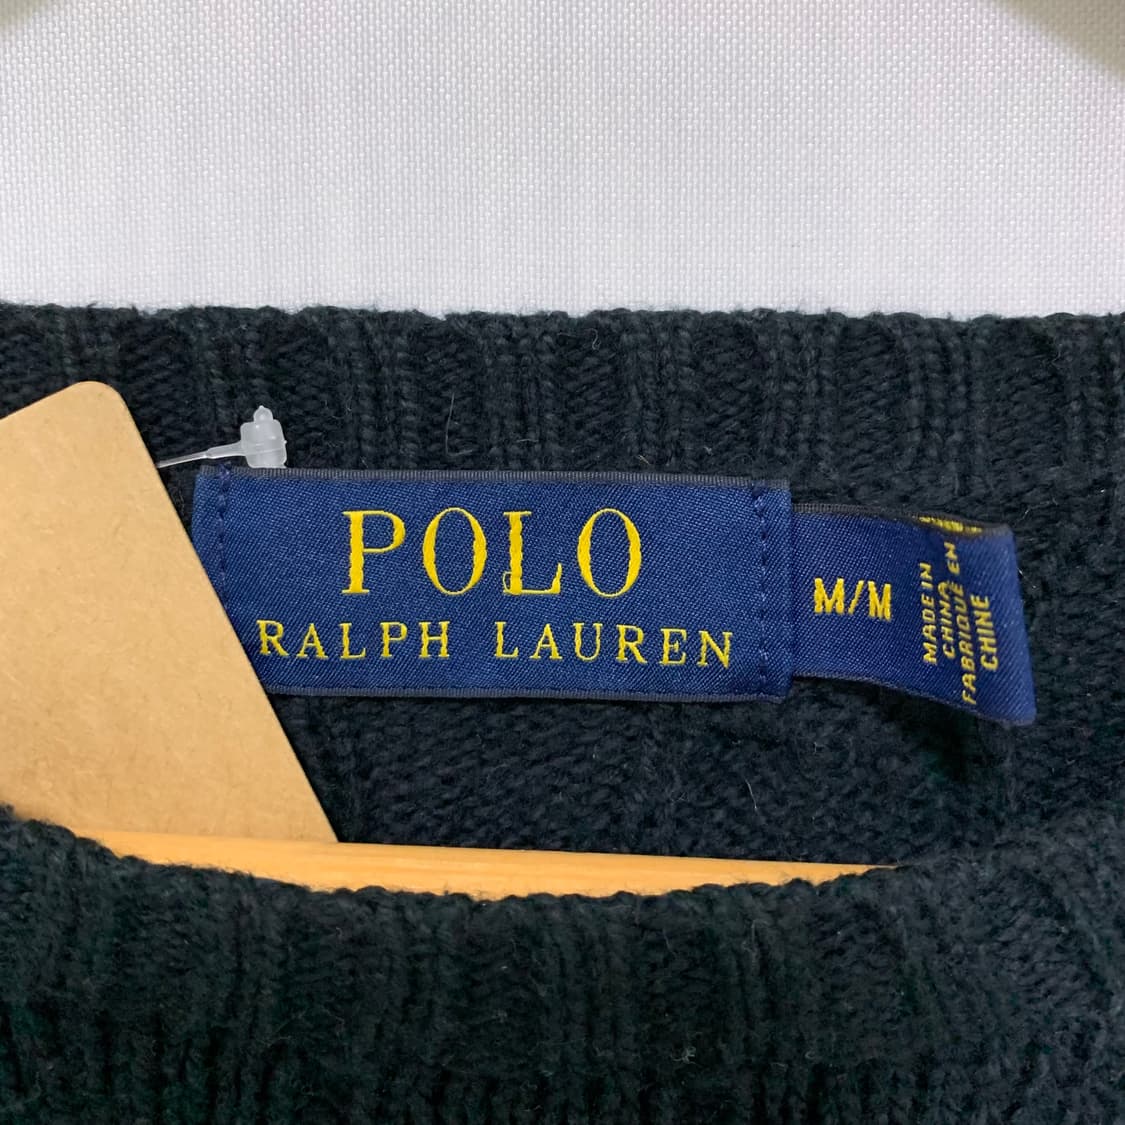 POLO
RALPH LAUREN
M/M
MADE IN
CHINA
FABRIQUÉ EN
CHINE